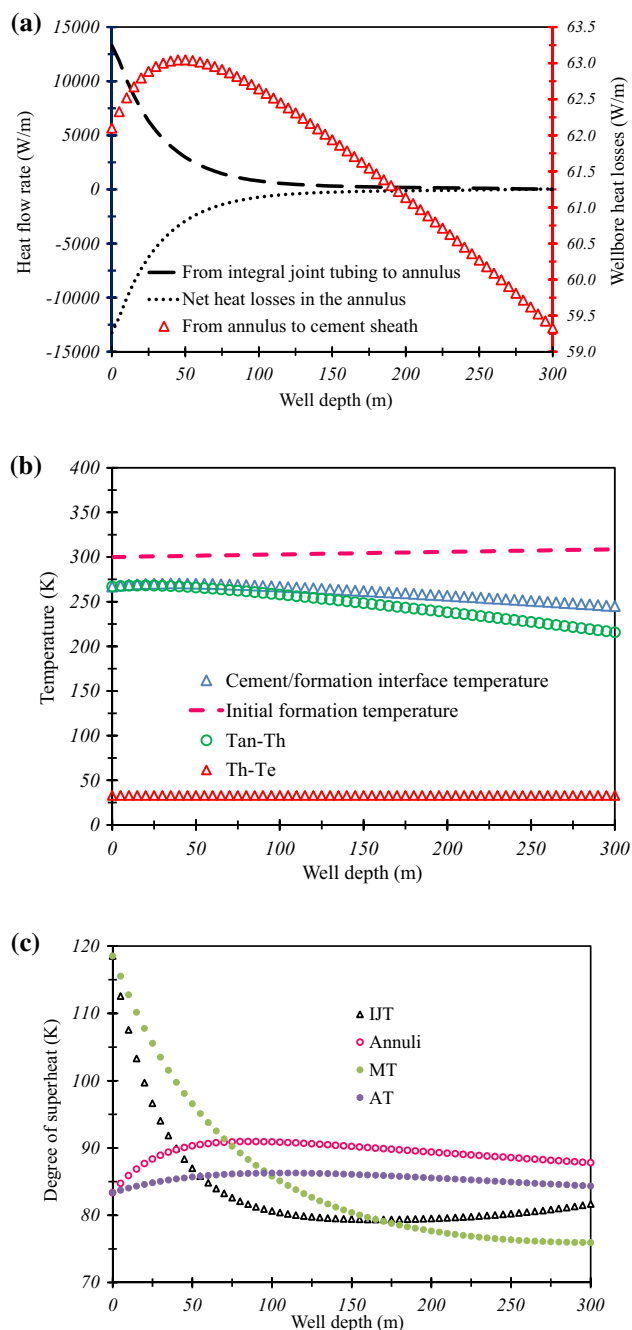 (a)
15000
10000
5000
0
-5000
-10000
-15000
Heat flow rate (W/m)
63.5
63.0
62.5
62.0
61.5
61.0
60.5
60.0
59.5
59.0
Wellbore heat losses (W/m)
From integral joint tubing to annulus
Net heat losses in the annulus
From annulus to cement sheath
0 50 100 150 200 250 300
Well depth (m)
(b)
400
350
300
250
200
150
100
50
0
Temperature (K)
Cement/formation interface temperature
Initial formation temperature
Tan-Th
Th-Te
0 50 100 150 200 250 300
Well depth (m)
(c)
120
110
100
90
80
70
Degree of superheat (K)
IJT
Annuli
MT
AT
0 50 100 150 200 250 300
Well depth (m)